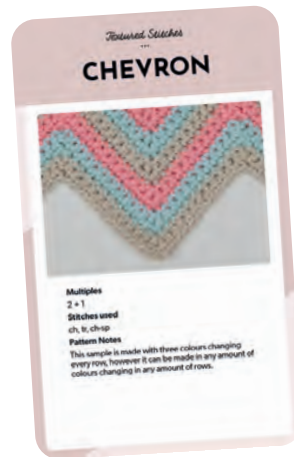 Textured Stitches
CHEVRON
Multiples
2 + 1
Stitches used
ch, tr, ch-sp
Pattern Notes
This sample is made with three colours changing
every row, however it can be made in any amount of
colours changing in any amount of rows.